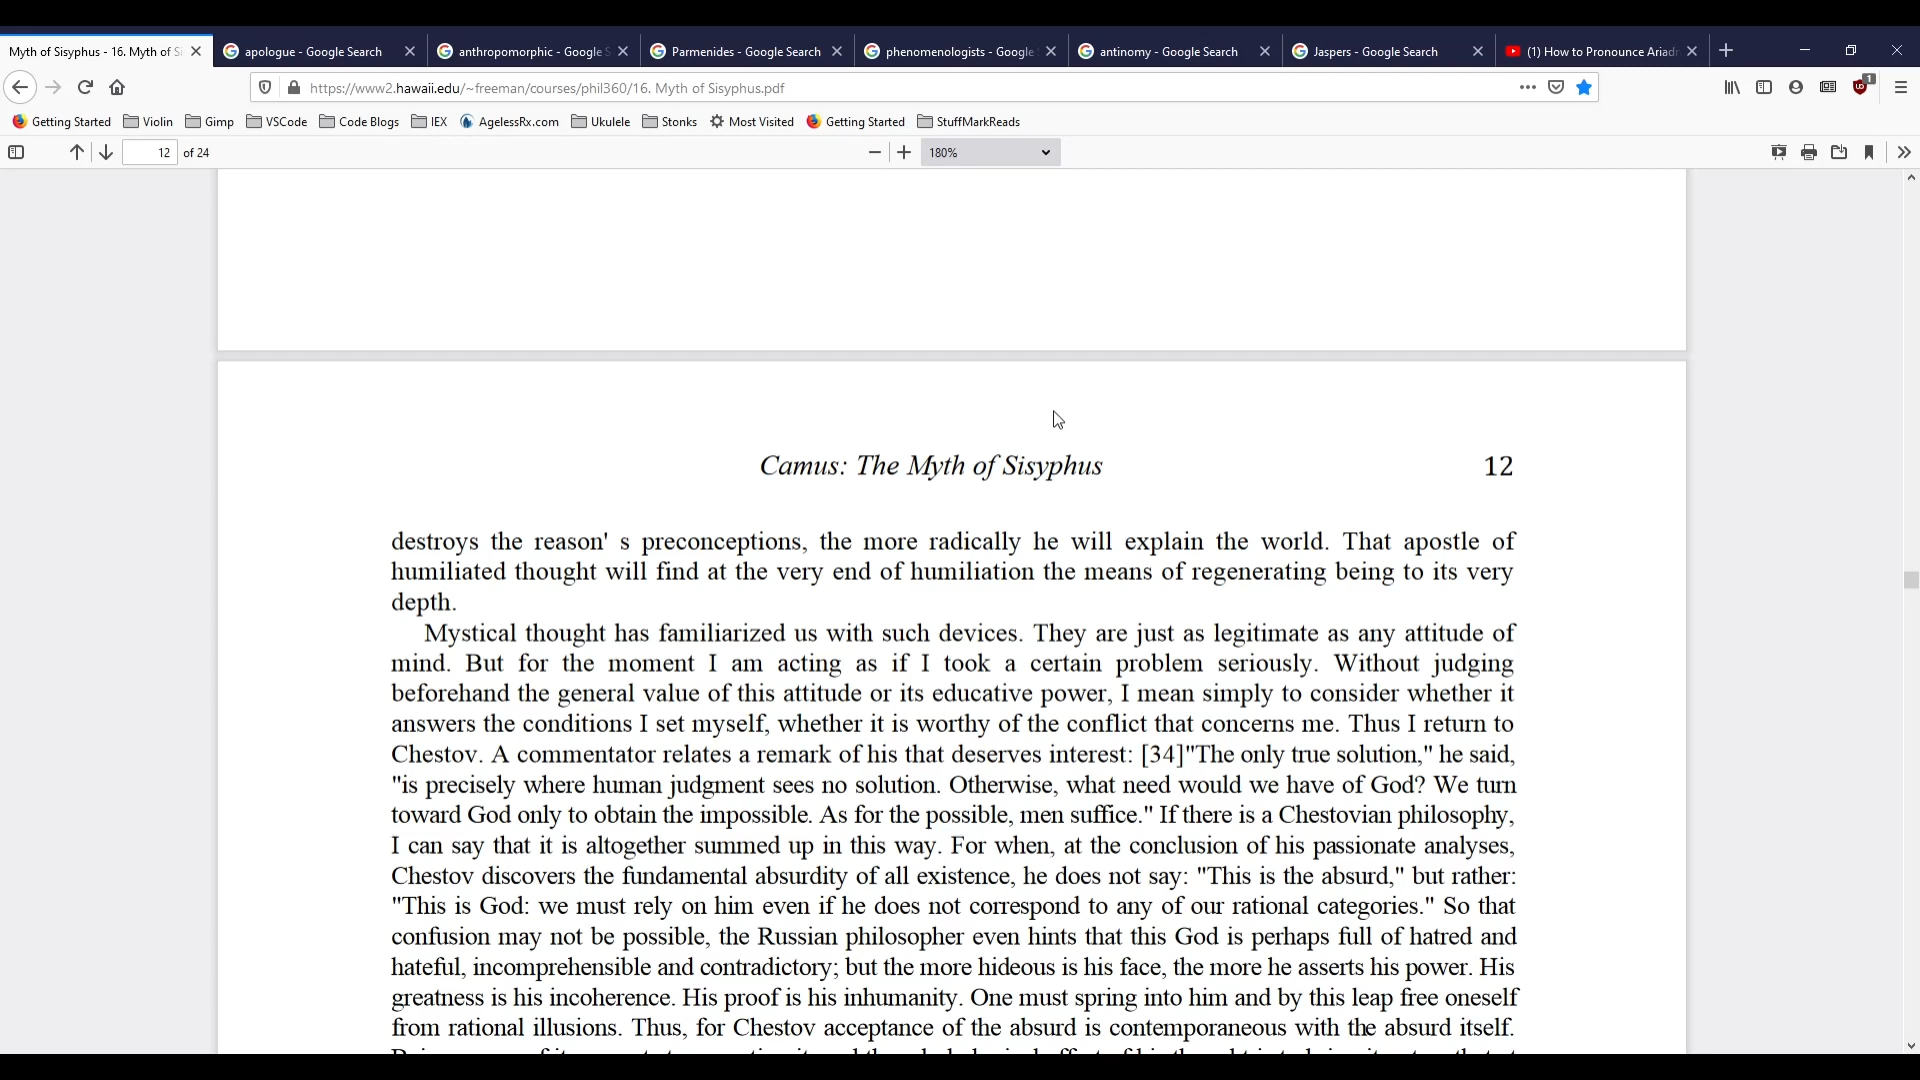 Myth of Sisyphus - 16. Myth of Si
apologue - Google Search
anthropomorphic - Google S
Parmenides - Google Search
phenomenologists - Google
antinomy - Google Search
Jaspers - Google Search
(1) How to Pronounce Ariadn
https://www2.hawaii.edu/~freeman/courses/phil360/16. Myth of Sisyphus.pdf
1
Getting Started
Violin
Gimp
VSCode
Code Blogs
IEX
AgelessRx.com
Ukulele
Stonks
Most Visited
Getting Started
StuffMarkReads
12 of 24
180%
Camus: The Myth of Sisyphus 12
destroys the reason' s preconceptions, the more radically he will explain the world. That apostle of
humiliated thought will find at the very end of humiliation the means of regenerating being to its very
depth.
Mystical thought has familiarized us with such devices. They are just as legitimate as any attitude of
mind. But for the moment I am acting as if I took a certain problem seriously. Without judging
beforehand the general value of this attitude or its educative power, I mean simply to consider whether it
answers the conditions I set myself, whether it is worthy of the conflict that concerns me. Thus I return to
Chestov. A commentator relates a remark of his that deserves interest: [34]"The only true solution," he said,
"is precisely where human judgment sees no solution. Otherwise, what need would we have of God? We turn
toward God only to obtain the impossible. As for the possible, men suffice." If there is a Chestovian philosophy,
I can say that it is altogether summed up in this way. For when, at the conclusion of his passionate analyses,
Chestov discovers the fundamental absurdity of all existence, he does not say: "This is the absurd," but rather:
"This is God: we must rely on him even if he does not correspond to any of our rational categories." So that
confusion may not be possible, the Russian philosopher even hints that this God is perhaps full of hatred and
hateful, incomprehensible and contradictory; but the more hideous is his face, the more he asserts his power. His
greatness is his incoherence. His proof is his inhumanity. One must spring into him and by this leap free oneself
from rational illusions. Thus, for Chestov acceptance of the absurd is contemporaneous with the absurd itself.